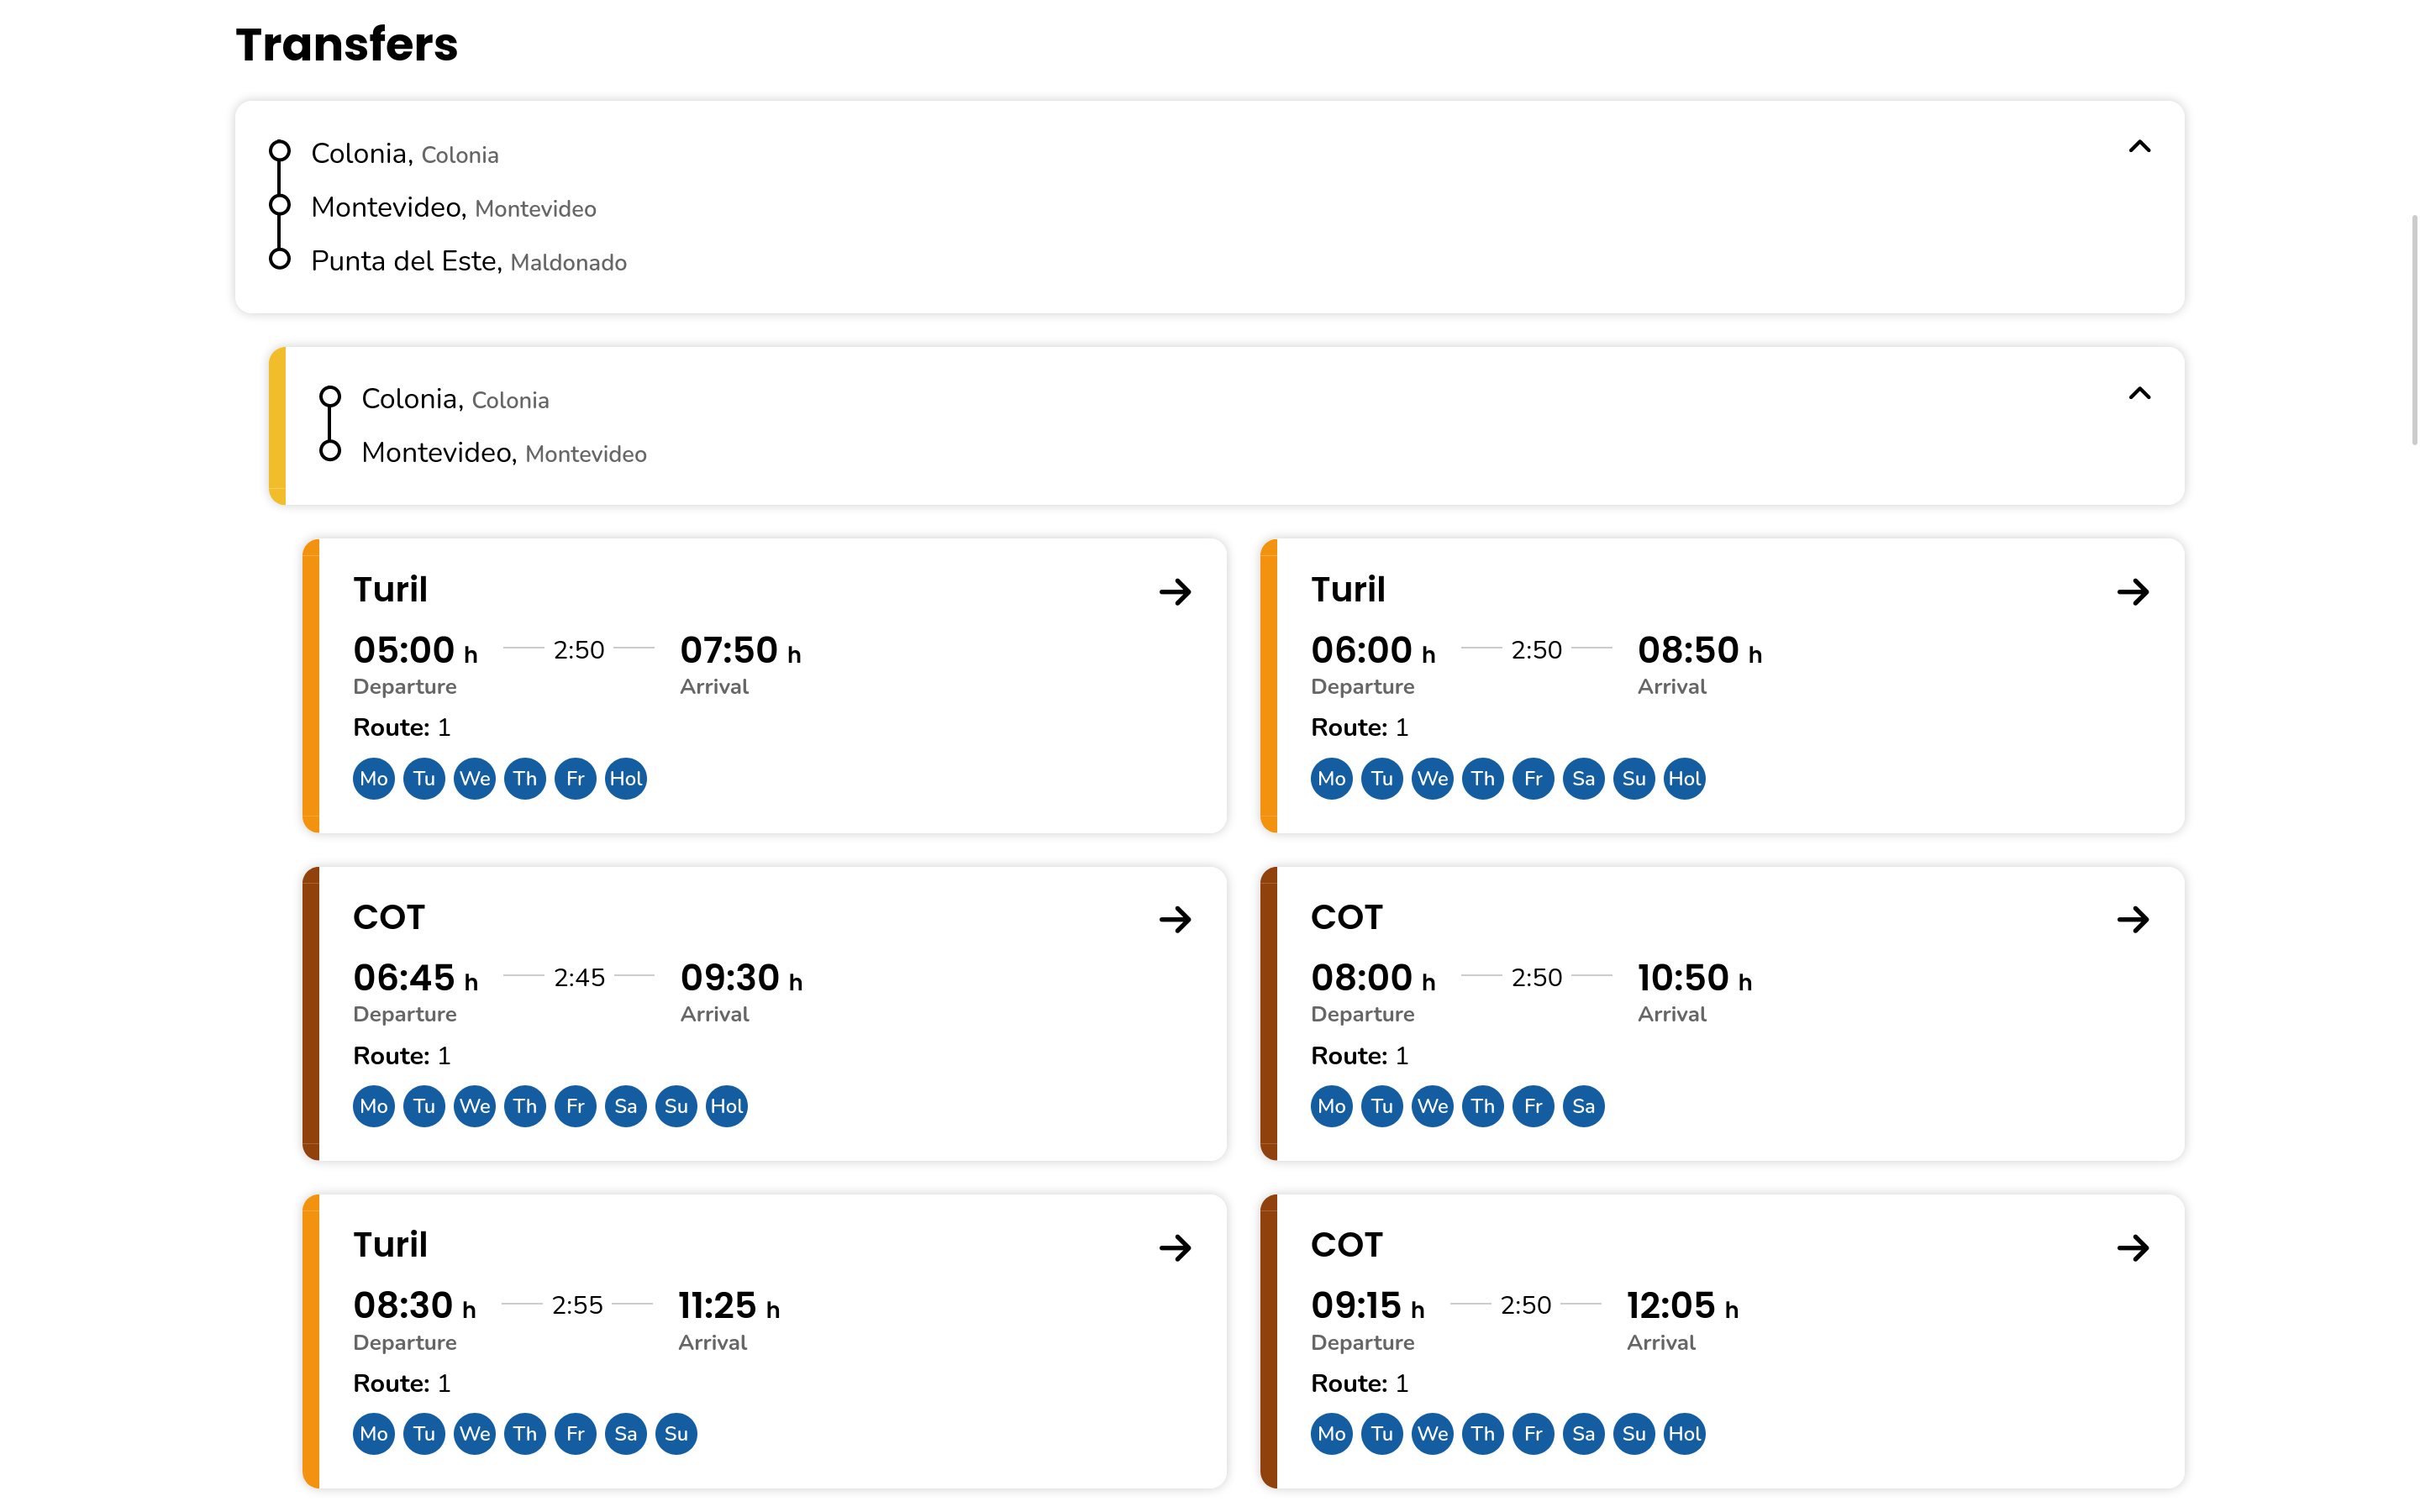 Transfers
Colonia, Colonia
Montevideo, Montevideo
Punta del Este, Maldonado
Colonia, Colonia
Montevideo, Montevideo
Turil
05:00 h 2:50 07:50 h
Departure Arrival
Route: 1
Mo Tu We Th Fr Hol
Turil
06:00 h 2:50 08:50 h
Departure Arrival
Route: 1
Mo Tu We Th Fr Sa Su Hol
COT
06:45 h 2:45 09:30 h
Departure Arrival
Route: 1
Mo Tu We Th Fr Sa Su Hol
COT
08:00 h 2:50 10:50 h
Departure Arrival
Route: 1
Mo Tu We Th Fr Sa
Turil
08:30 h 2:55 11:25 h
Departure Arrival
Route: 1
Mo Tu We Th Fr Sa Su
COT
09:15 h 2:50 12:05 h
Departure Arrival
Route: 1
Mo Tu We Th Fr Sa Su Hol